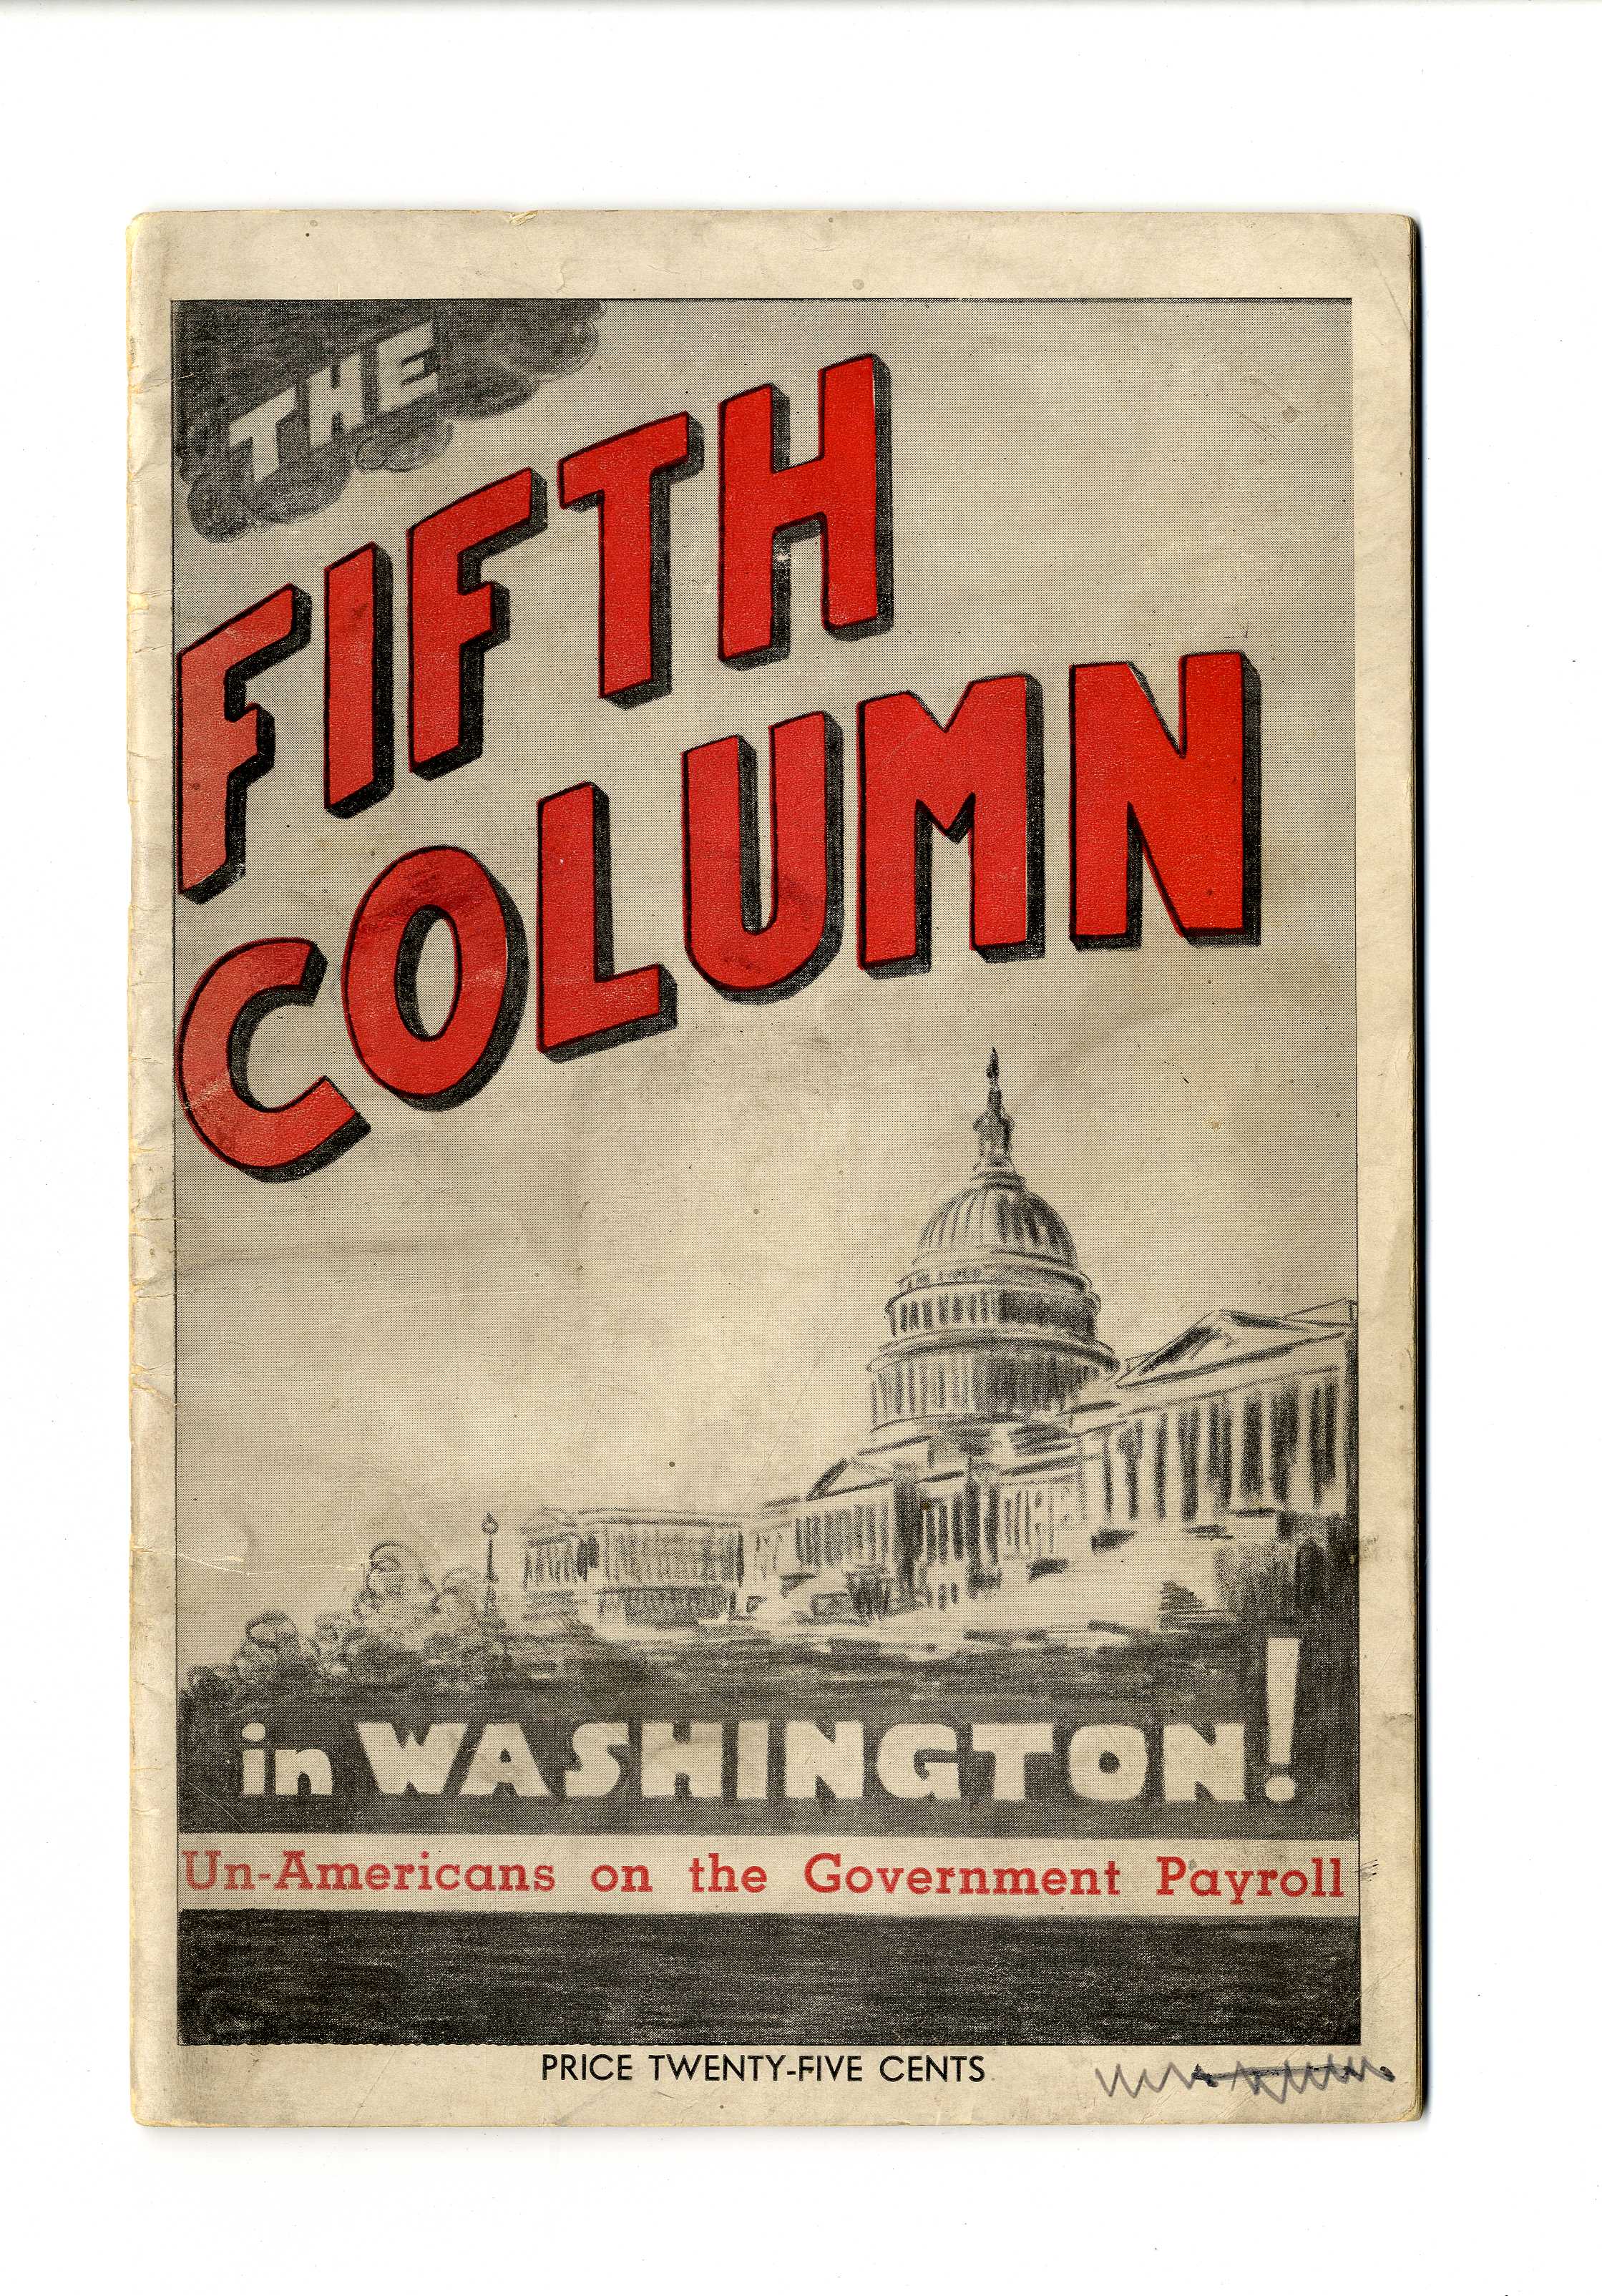 THE
FIFTH
COLUMN
in WASHINGTON!
Un-Americans on the Government Payroll
PRICE TWENTY-FIVE CENTS